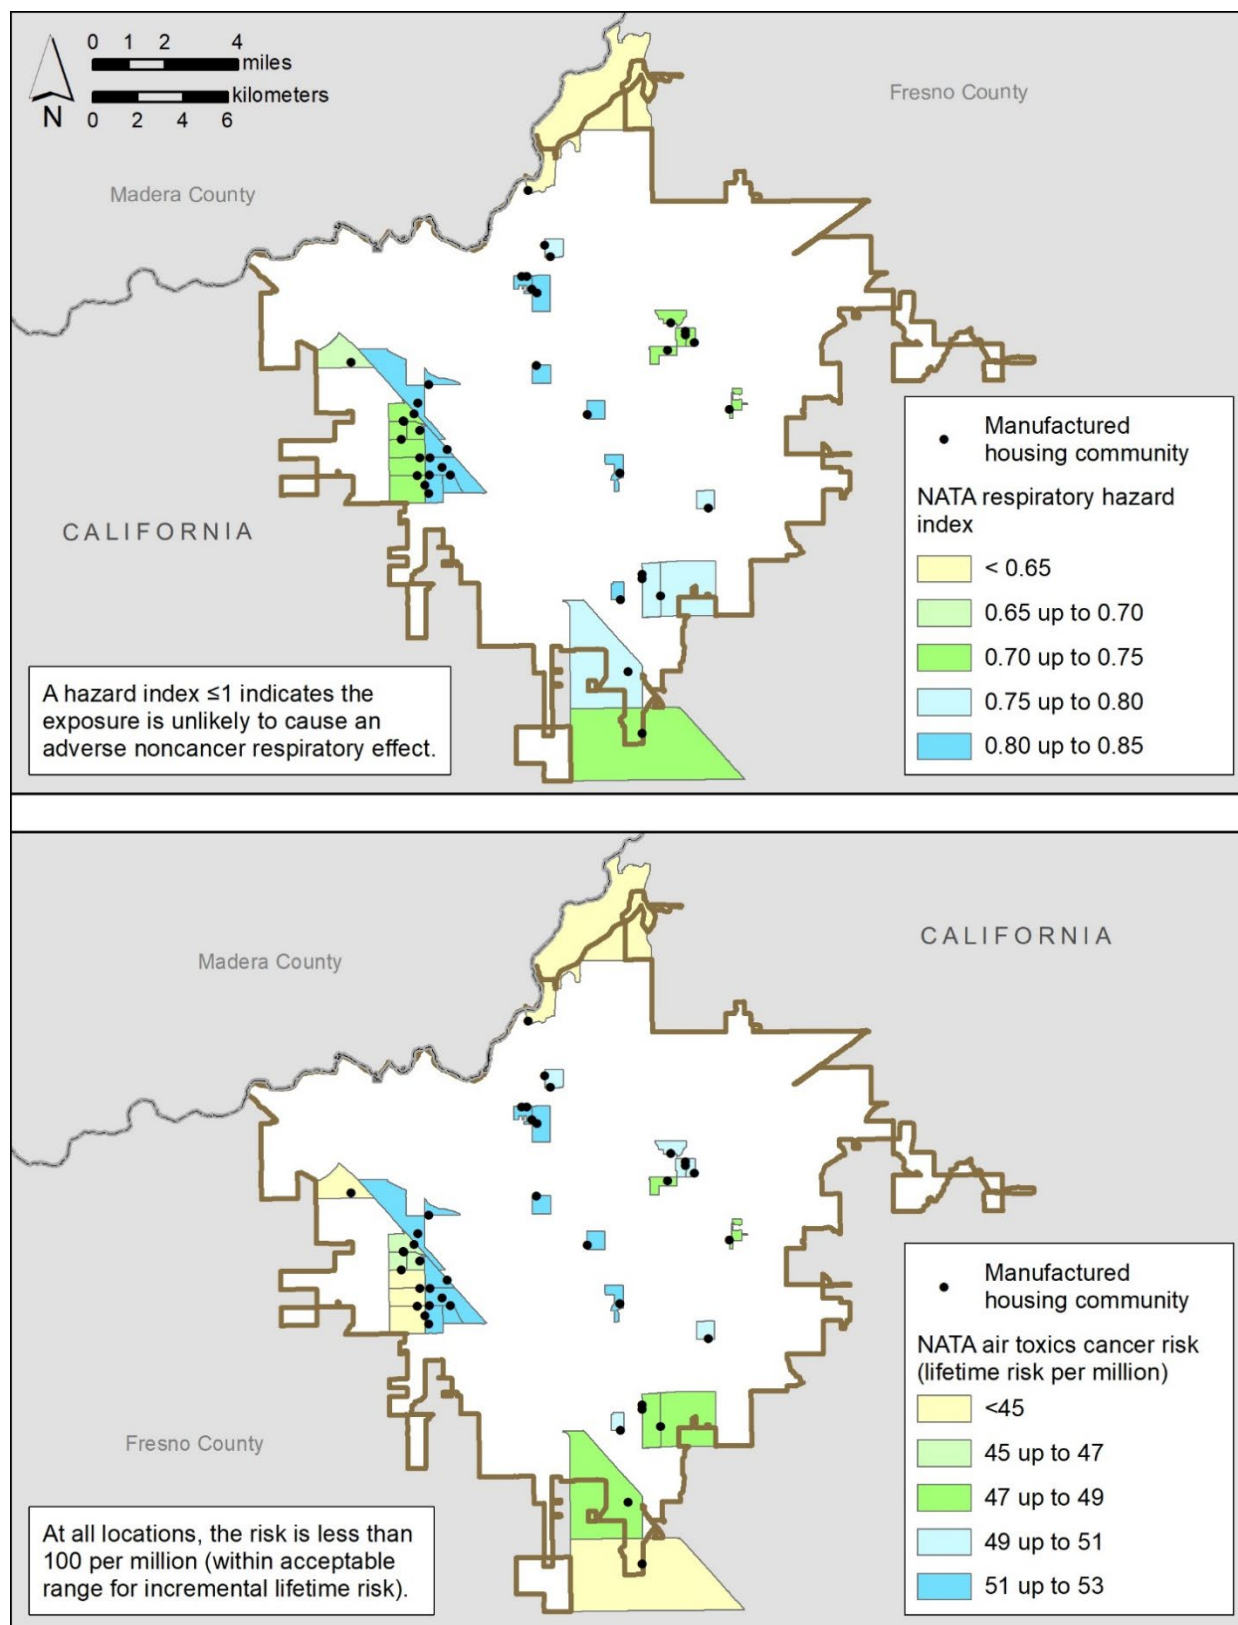 0 1 2 4
miles
kilometers
0 2 4 6
N
Fresno County
Madera County
CALIFORNIA
A hazard index ≤1 indicates the
exposure is unlikely to cause an
adverse noncancer respiratory effect.
Manufactured
housing community
NATA respiratory hazard
index
< 0.65
0.65 up to 0.70
0.70 up to 0.75
0.75 up to 0.80
0.80 up to 0.85
CALIFORNIA
Madera County
Fresno County
At all locations, the risk is less than
100 per million (within acceptable
range for incremental lifetime risk).
Manufactured
housing community
NATA air toxics cancer risk
(lifetime risk per million)
<45
45 up to 47
47 up to 49
49 up to 51
51 up to 53